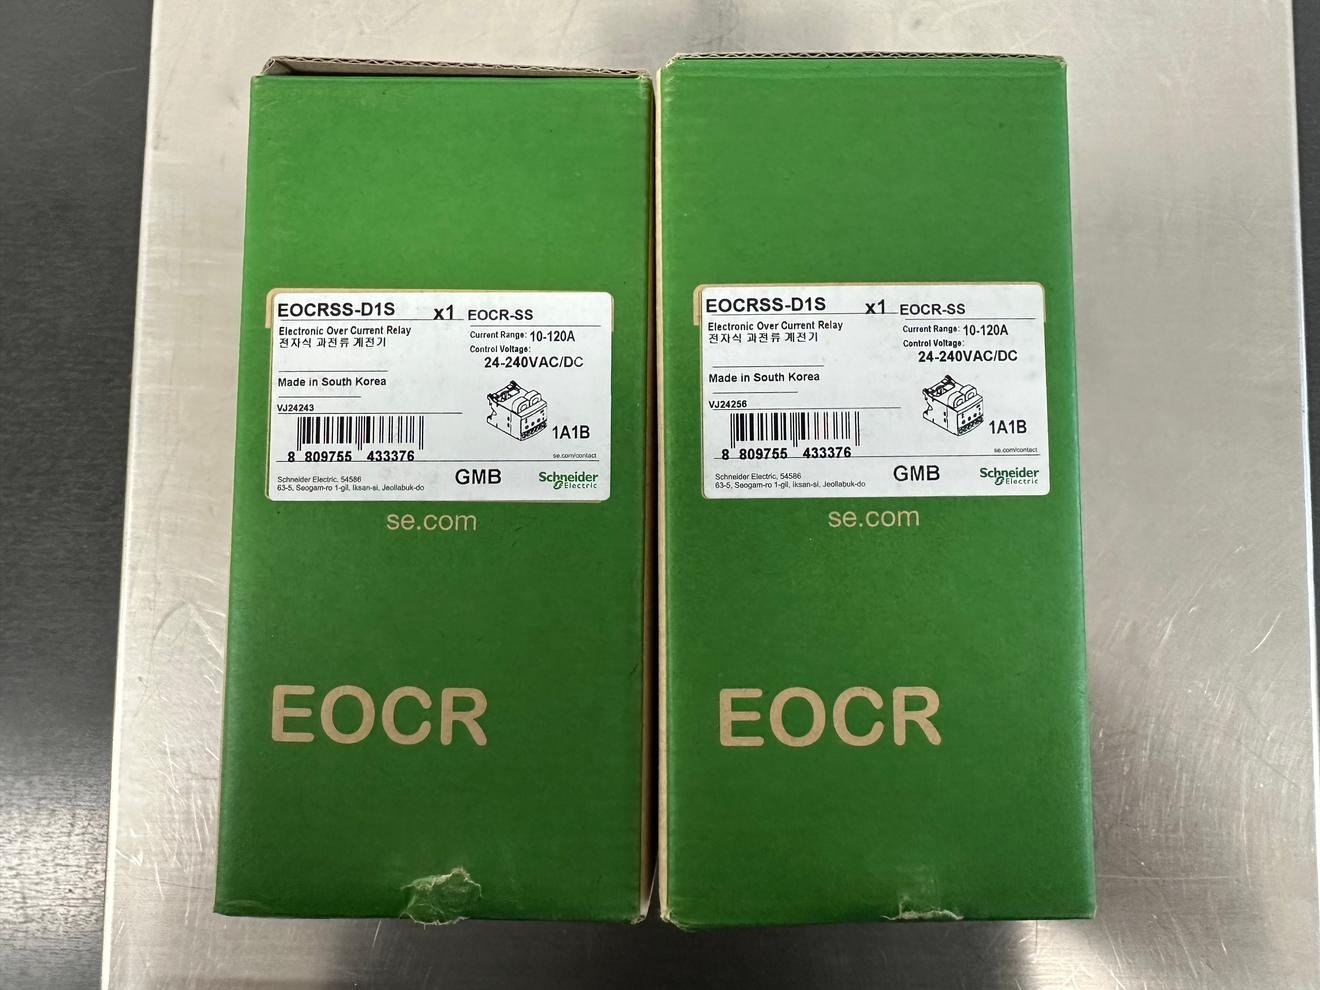 EOCRSS-D1S x1 EOCR-SS
Electronic Over Current Relay
전자식 과전류 계전기
Current Range: 10-120A
Control Voltage:
24-240VAC/DC
Made in South Korea
VJ24243
1A1B
8 809755 433376
se.com/contact
Schneider Electric, 54586
63-5, Seogam-ro 1-gil, Iksan-si, Jeollabuk-do
GMB
Schneider
Electric
se.com
EOCR
EOCRSS-D1S x1 EOCR-SS
Electronic Over Current Relay
전자식 과전류 계전기
Current Range: 10-120A
Control Voltage:
24-240VAC/DC
Made in South Korea
VJ24256
1A1B
8 809755 433376
se.com/contact
Schneider Electric, 54586
63-5, Seogam-ro 1-gil, Iksan-si, Jeollabuk-do
GMB
Schneider
Electric
se.com
EOCR